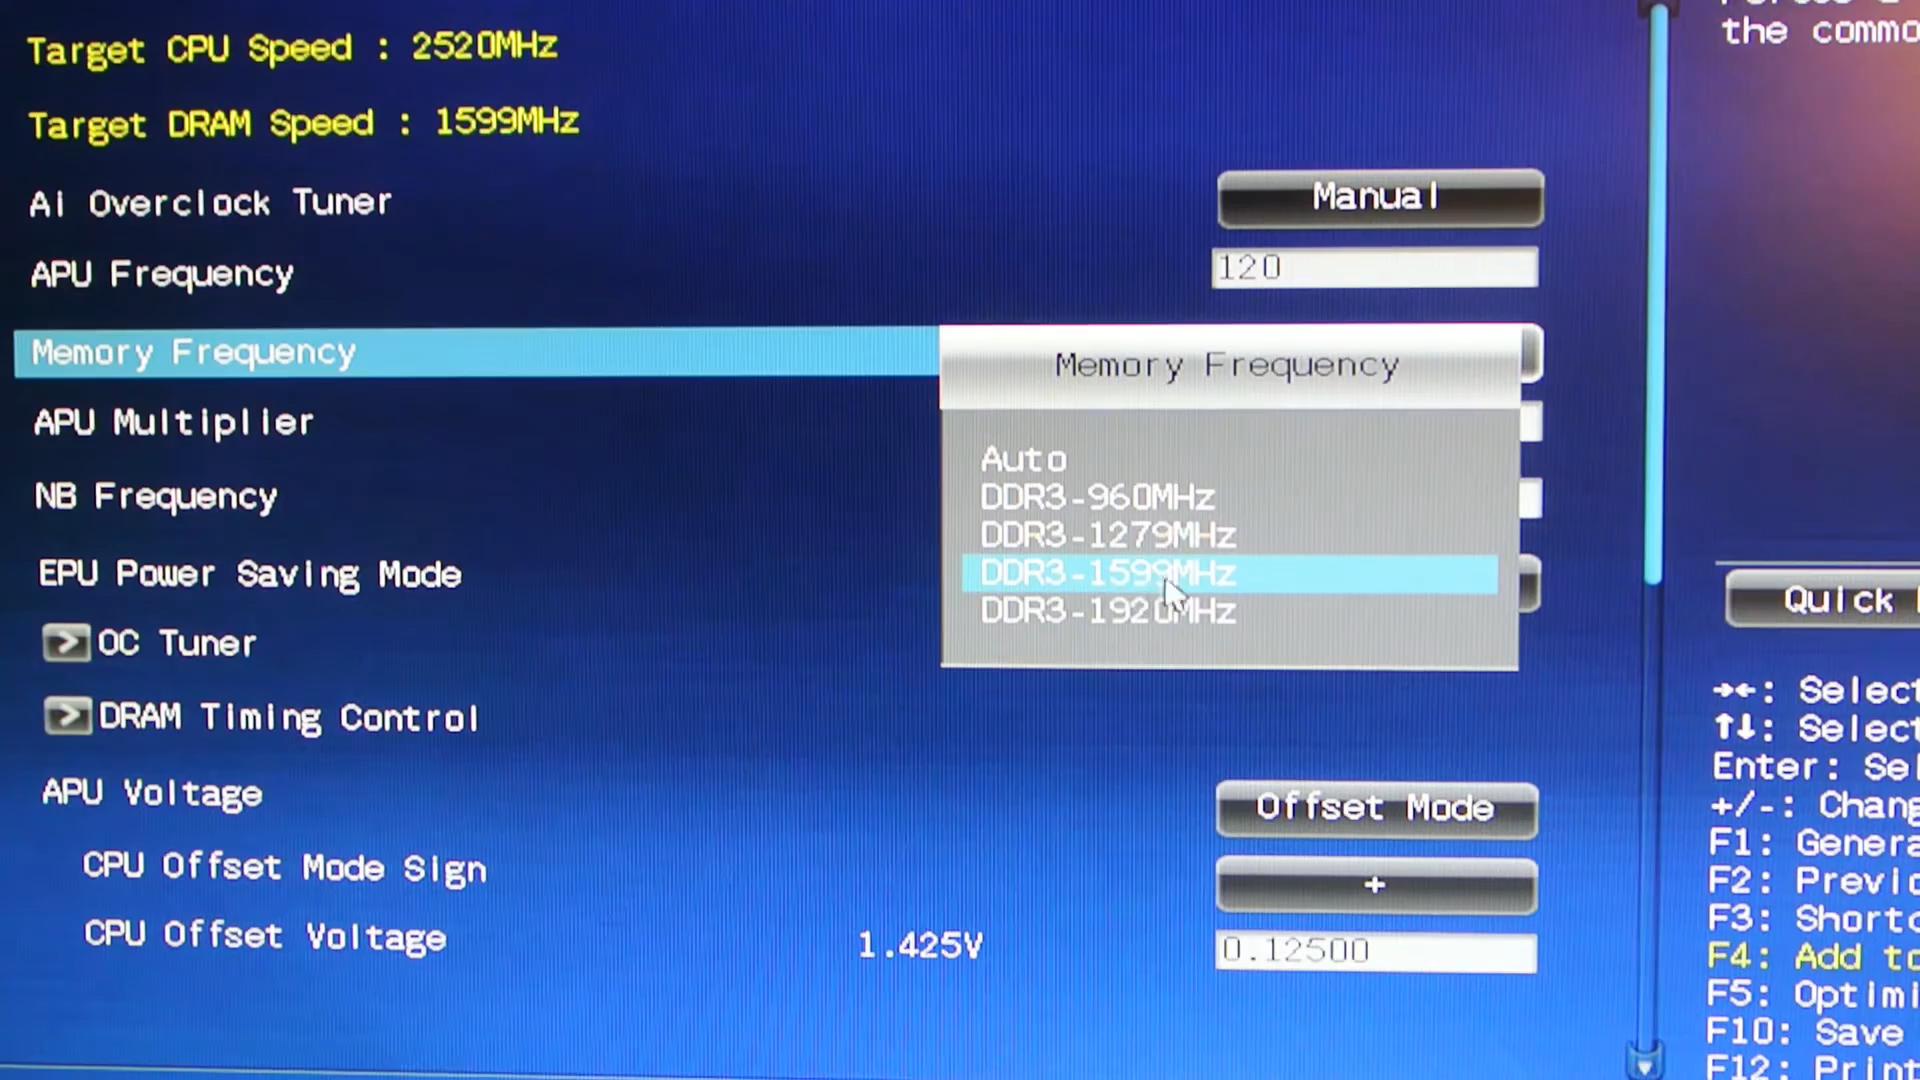 the commo
Target CPU Speed : 2520MHz
Target DRAM Speed : 1599MHz
Ai Overclock Tuner
Manual
APU Frequency
120
Memory Frequency
Memory Frequency
Auto
DDR3-960MHz
DDR3-1279MHz
DDR3-1599MHz
DDR3-1920MHz
APU Multiplier
NB Frequency
EPU Power Saving Mode
> OC Tuner
> DRAM Timing Control
APU Voltage
Offset Mode
CPU Offset Mode Sign
+
CPU Offset Voltage
1.425V
0.12500
Quick
→←: Select
↑↓: Select
Enter: Sel
+/-: Chang
F1: Genera
F2: Previo
F3: Shortc
F4: Add to
F5: Optimi
F10: Save
F12: Print